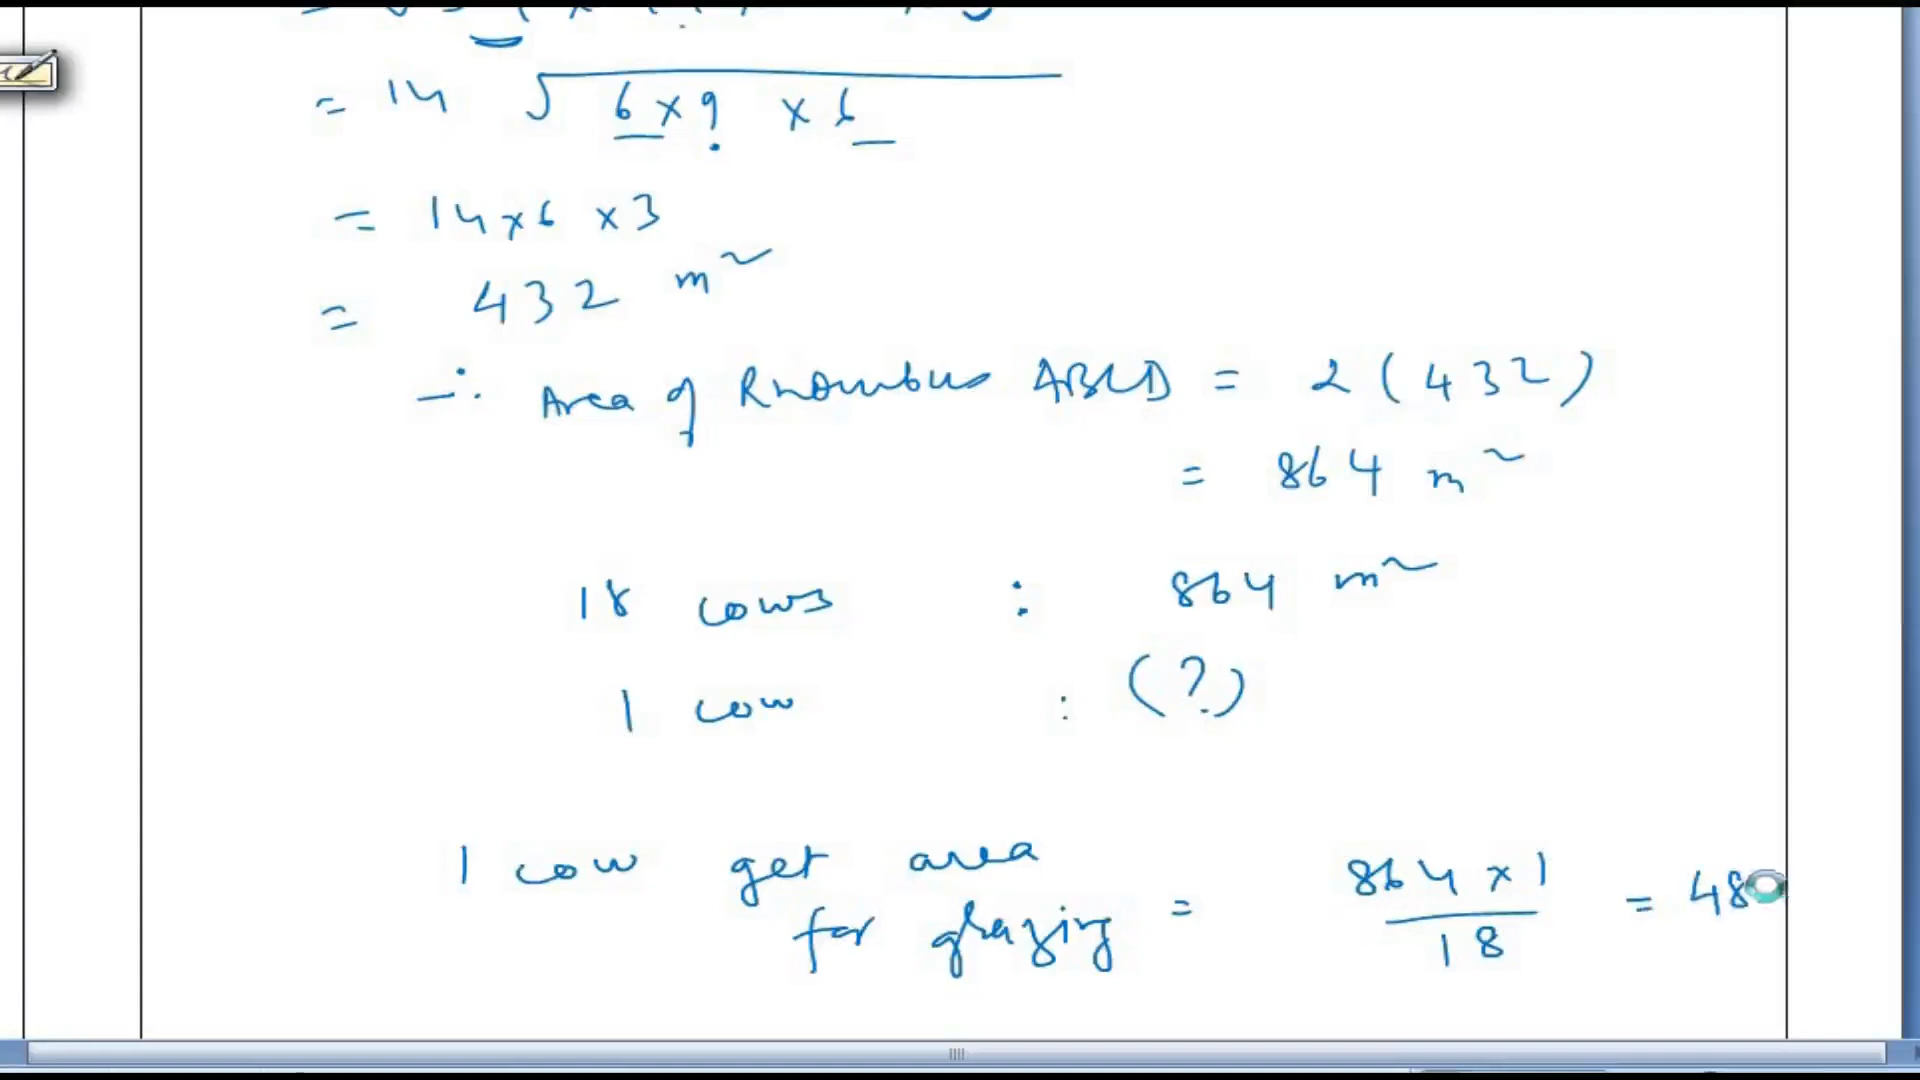 = 14 √ 6 x 9 x 6
= 14 x 6 x 3
= 432 m²
∴ Area of Rhombus ABCD = 2 (432)
= 864 m²
18 cows : 864 m²
1 cow : (?)
1 cow get area
for ghazing = 864 x 1 / 18 = 48